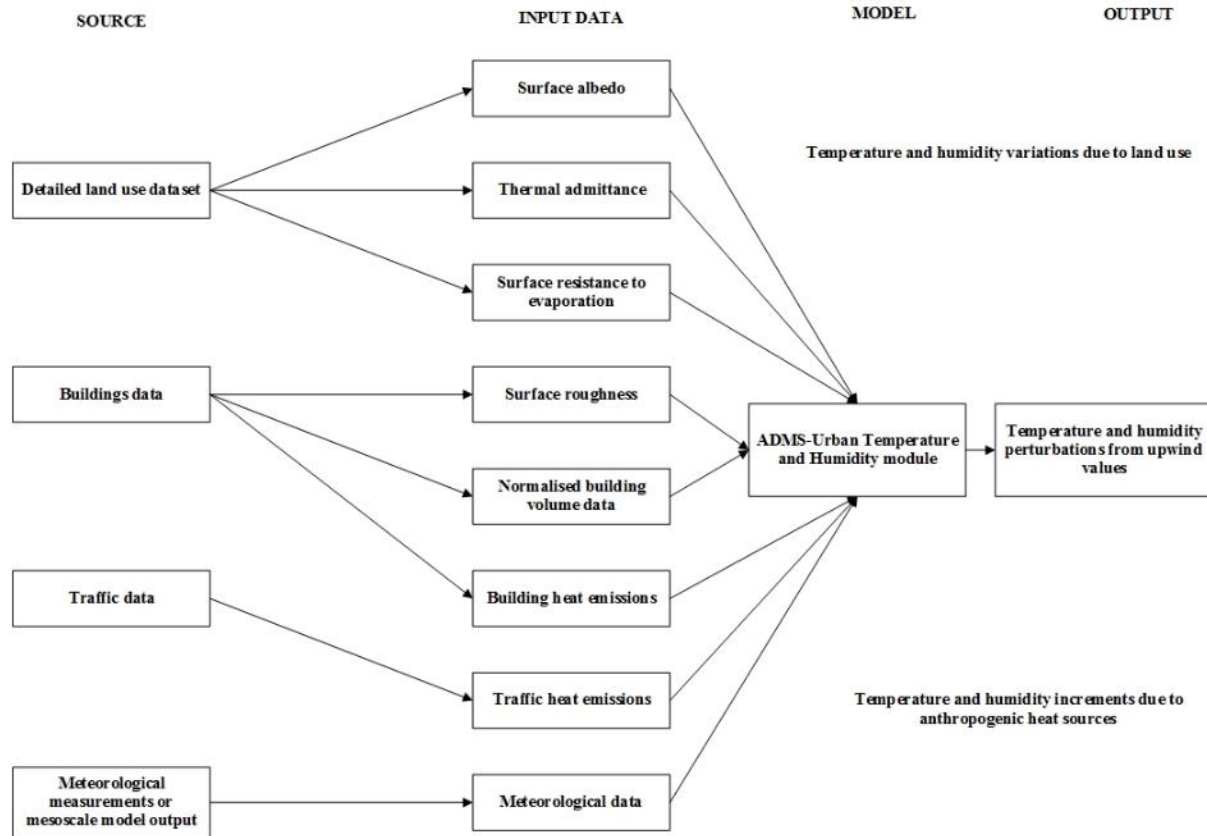 SOURCE
INPUT DATA
MODEL
OUTPUT
Surface albedo
Temperature and humidity variations due to land use
Detailed land use dataset
Thermal admittance
Surface resistance to
evaporation
Buildings data
Surface roughness
ADMS-Urban Temperature
and Humidity module
Temperature and humidity
perturbations from upwind
values
Normalised building
volume data
Traffic data
Building heat emissions
Traffic heat emissions
Temperature and humidity increments due to
anthropogenic heat sources
Meteorological
measurements or
mesoscale model output
Meteorological data